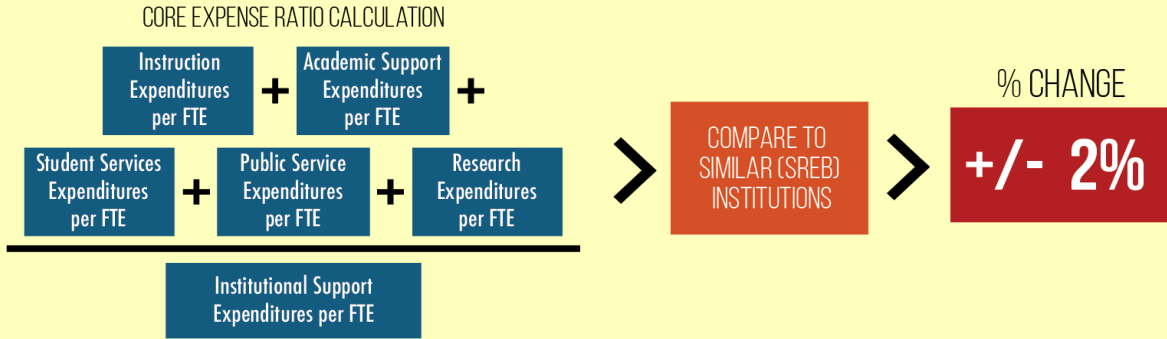 CORE EXPENSE RATIO CALCULATION
Instruction
Expenditures
per FTE
+
Academic Support
Expenditures
per FTE
+
Student Services
Expenditures
per FTE
+
Public Service
Expenditures
per FTE
+
Research
Expenditures
per FTE
Institutional Support
Expenditures per FTE
>
COMPARE TO
SIMILAR (SREB)
INSTITUTIONS
>
% CHANGE
+/- 2%